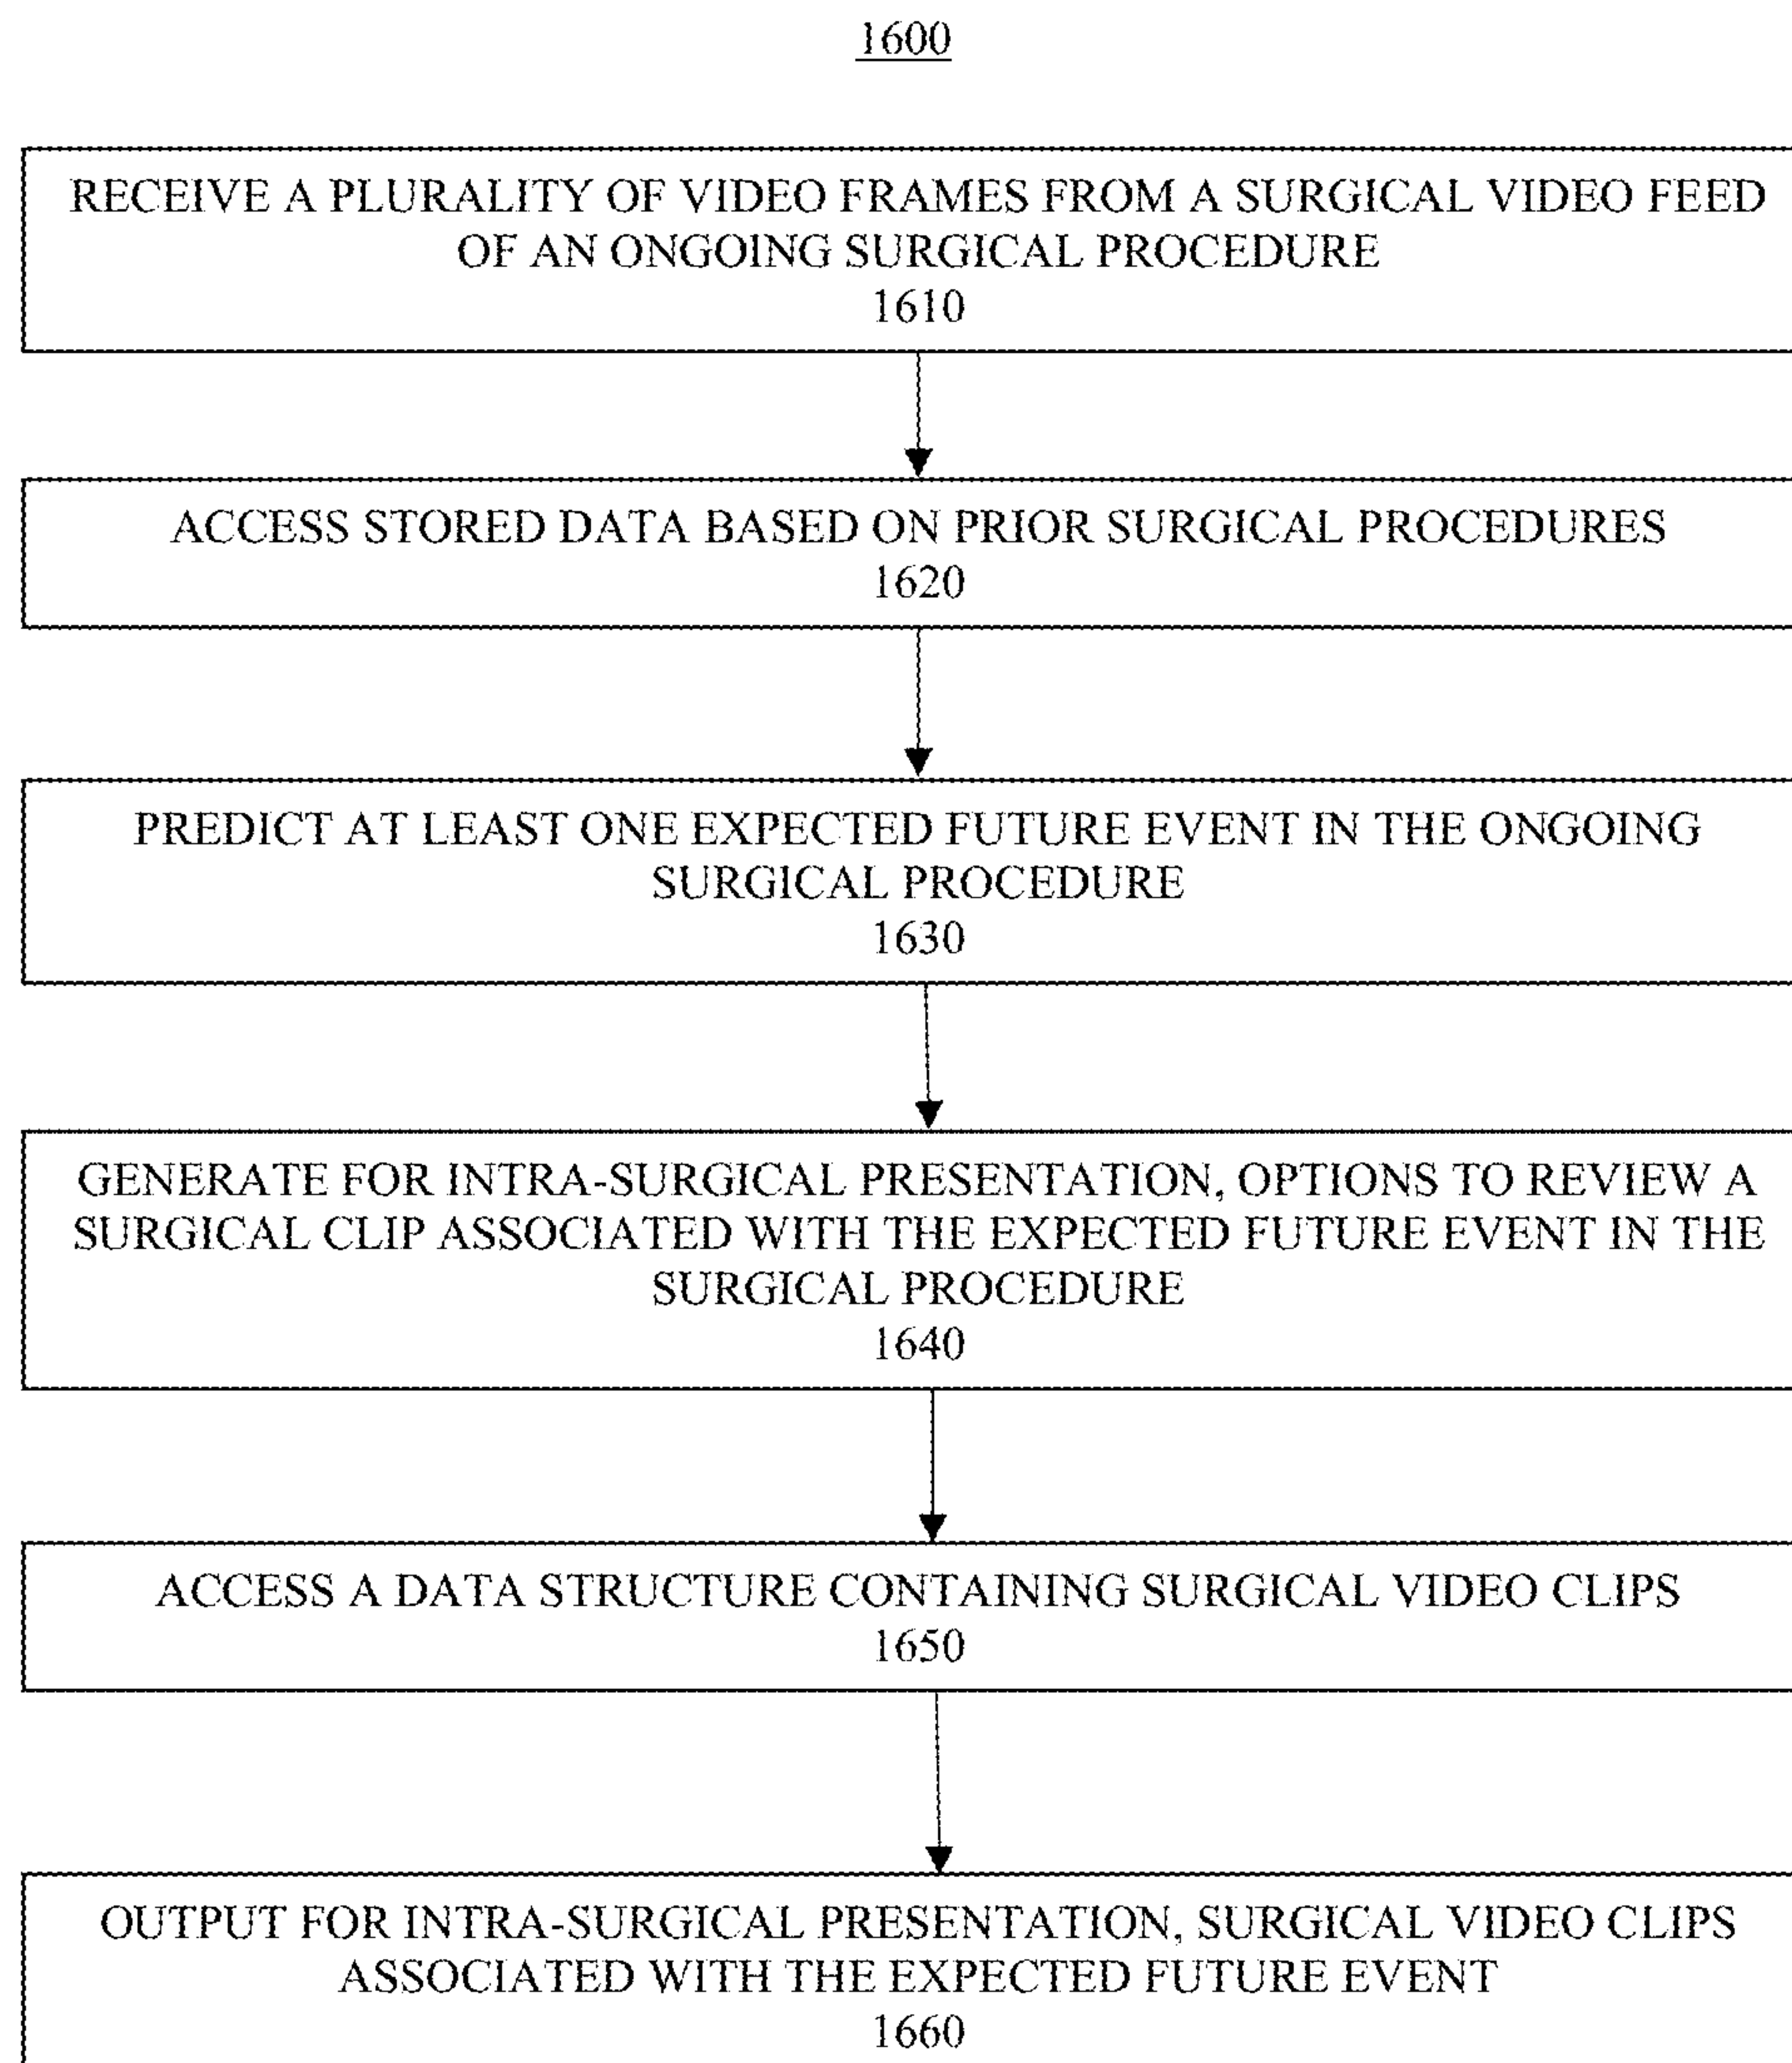 1600
RECEIVE A PLURALITY OF VIDEO FRAMES FROM A SURGICAL VIDEO FEED
OF AN ONGOING SURGICAL PROCEDURE
1610
ACCESS STORED DATA BASED ON PRIOR SURGICAL PROCEDURES
1620
PREDICT AT LEAST ONE EXPECTED FUTURE EVENT IN THE ONGOING
SURGICAL PROCEDURE
1630
GENERATE FOR INTRA-SURGICAL PRESENTATION, OPTIONS TO REVIEW A
SURGICAL CLIP ASSOCIATED WITH THE EXPECTED FUTURE EVENT IN THE
SURGICAL PROCEDURE
1640
ACCESS A DATA STRUCTURE CONTAINING SURGICAL VIDEO CLIPS
1650
OUTPUT FOR INTRA-SURGICAL PRESENTATION, SURGICAL VIDEO CLIPS
ASSOCIATED WITH THE EXPECTED FUTURE EVENT
1660